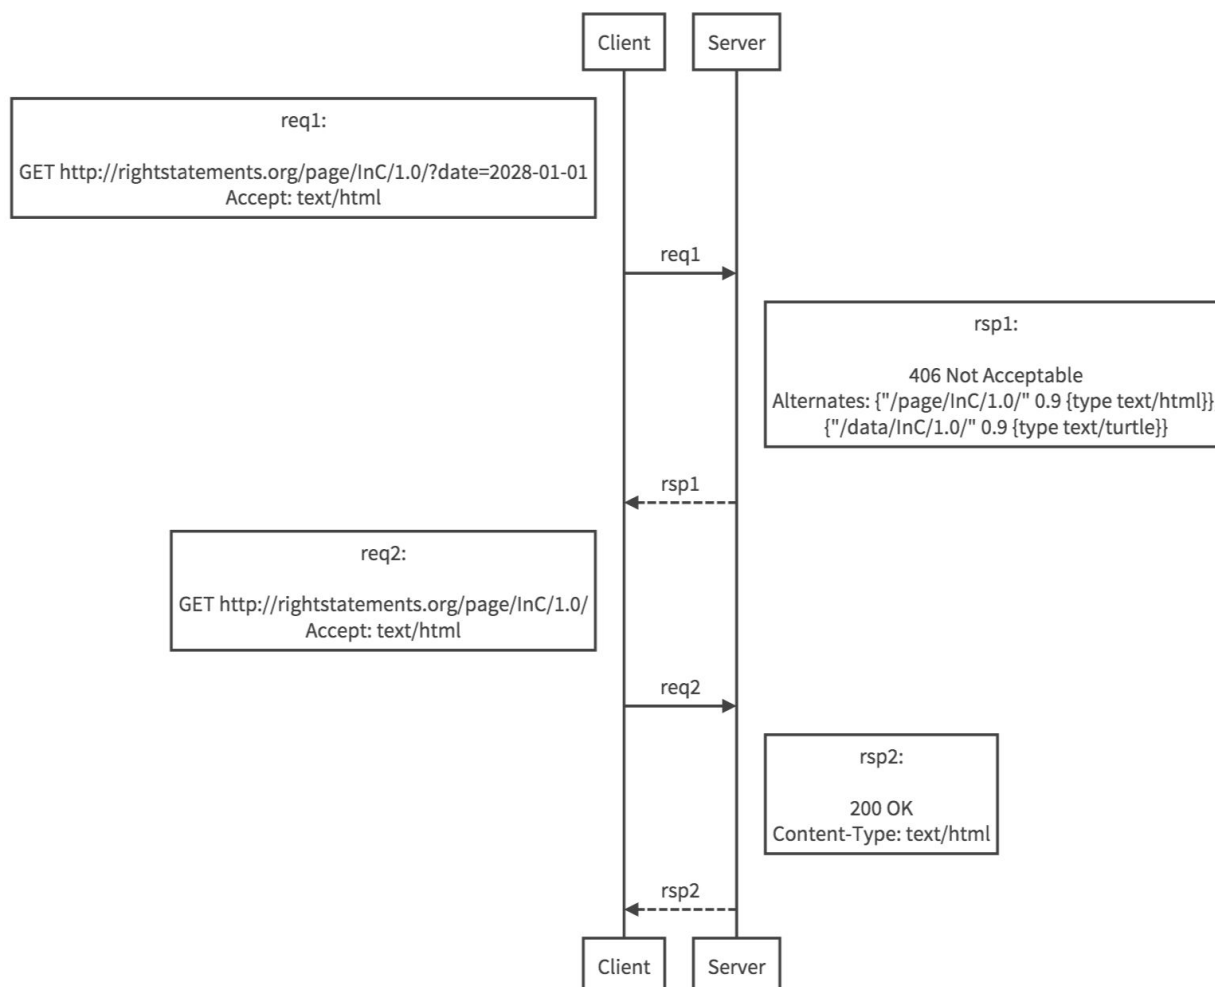 Client
Server
req1:
GET http://rightstatements.org/page/InC/1.0/?date=2028-01-01
Accept: text/html
req1
rsp1:
406 Not Acceptable
Alternates: {"/page/InC/1.0/" 0.9 {type text/html}}
{"/data/InC/1.0/" 0.9 {type text/turtle}}
rsp1
req2:
GET http://rightstatements.org/page/InC/1.0/
Accept: text/html
req2
rsp2:
200 OK
Content-Type: text/html
rsp2
Client
Server